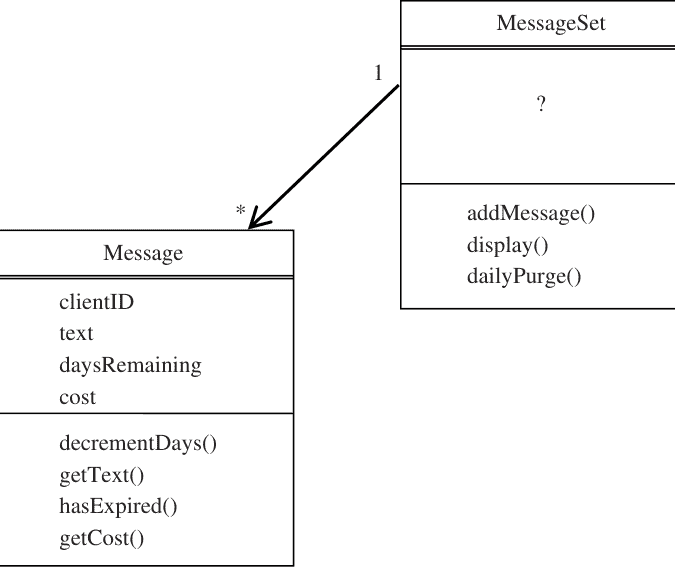 MessageSet
1
?
*
addMessage()
display()
dailyPurge()
Message
clientID
text
daysRemaining
cost
decrementDays()
getText()
hasExpired()
getCost()